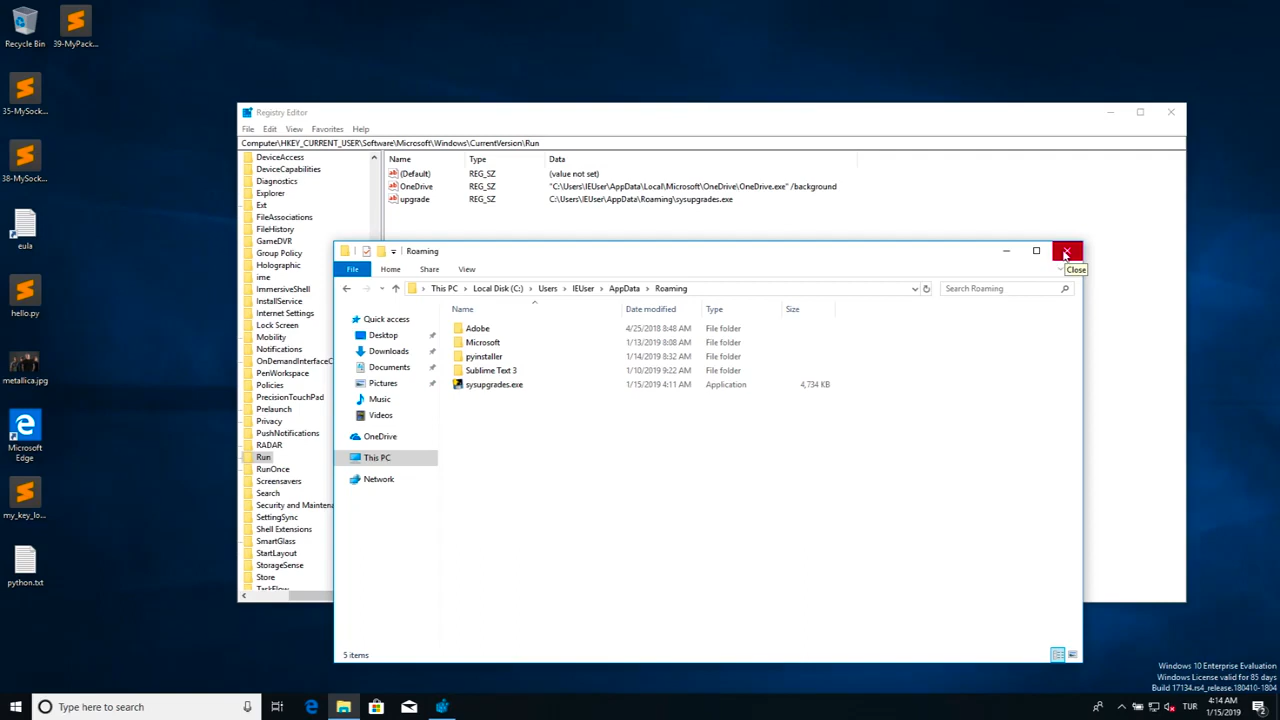 Recycle Bin
39-MyPack...
35-MySock...
38-MySock...
eula
hello.py
metallica.jpg
Microsoft
Edge
my_key_lo...
python.txt
Registry Editor
File Edit View Favorites Help
Computer\HKEY_CURRENT_USER\Software\Microsoft\Windows\CurrentVersion\Run
DeviceAccess
DeviceCapabilities
Diagnostics
Explorer
Ext
FileAssociations
FileHistory
GameDVR
Group Policy
Holographic
ime
ImmersiveShell
InstallService
Internet Settings
Lock Screen
Mobility
Notifications
OnDemandInterfaceC
PenWorkspace
Policies
PrecisionTouchPad
Prelaunch
Privacy
PushNotifications
RADAR
Run
RunOnce
Screensavers
Search
Security and Maintena
SettingSync
Shell Extensions
SmartGlass
StartLayout
StorageSense
Store
TaskFlow
Name Type Data
(Default) REG_SZ (value not set)
OneDrive REG_SZ "C:\Users\IEUser\AppData\Local\Microsoft\OneDrive\OneDrive.exe" /background
upgrade REG_SZ C:\Users\IEUser\AppData\Roaming\sysupgrades.exe
Roaming
File Home Share View
Close
This PC Local Disk (C:) Users IEUser AppData Roaming
Search Roaming
Quick access
Desktop
Downloads
Documents
Pictures
Music
Videos
OneDrive
This PC
Network
Name Date modified Type Size
Adobe 4/25/2018 8:48 AM File folder
Microsoft 1/13/2019 8:08 AM File folder
pyinstaller 1/14/2019 8:32 AM File folder
Sublime Text 3 1/10/2019 9:22 AM File folder
sysupgrades.exe 1/15/2019 4:11 AM Application 4,734 KB
5 items
Windows 10 Enterprise Evaluation
Windows License valid for 85 days
Build 17134.rs4_release.180410-1804
Type here to search
TUR
4:14 AM
1/15/2019
2